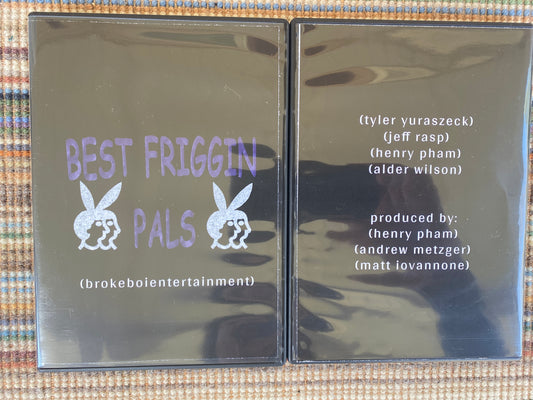 BEST FRIGGIN
PALS
(brokeboientertainment)
(tyler yuraszeck)
(jeff rasp)
(henry pham)
(alder wilson)
produced by:
(henry pham)
(andrew metzger)
(matt iovannone)